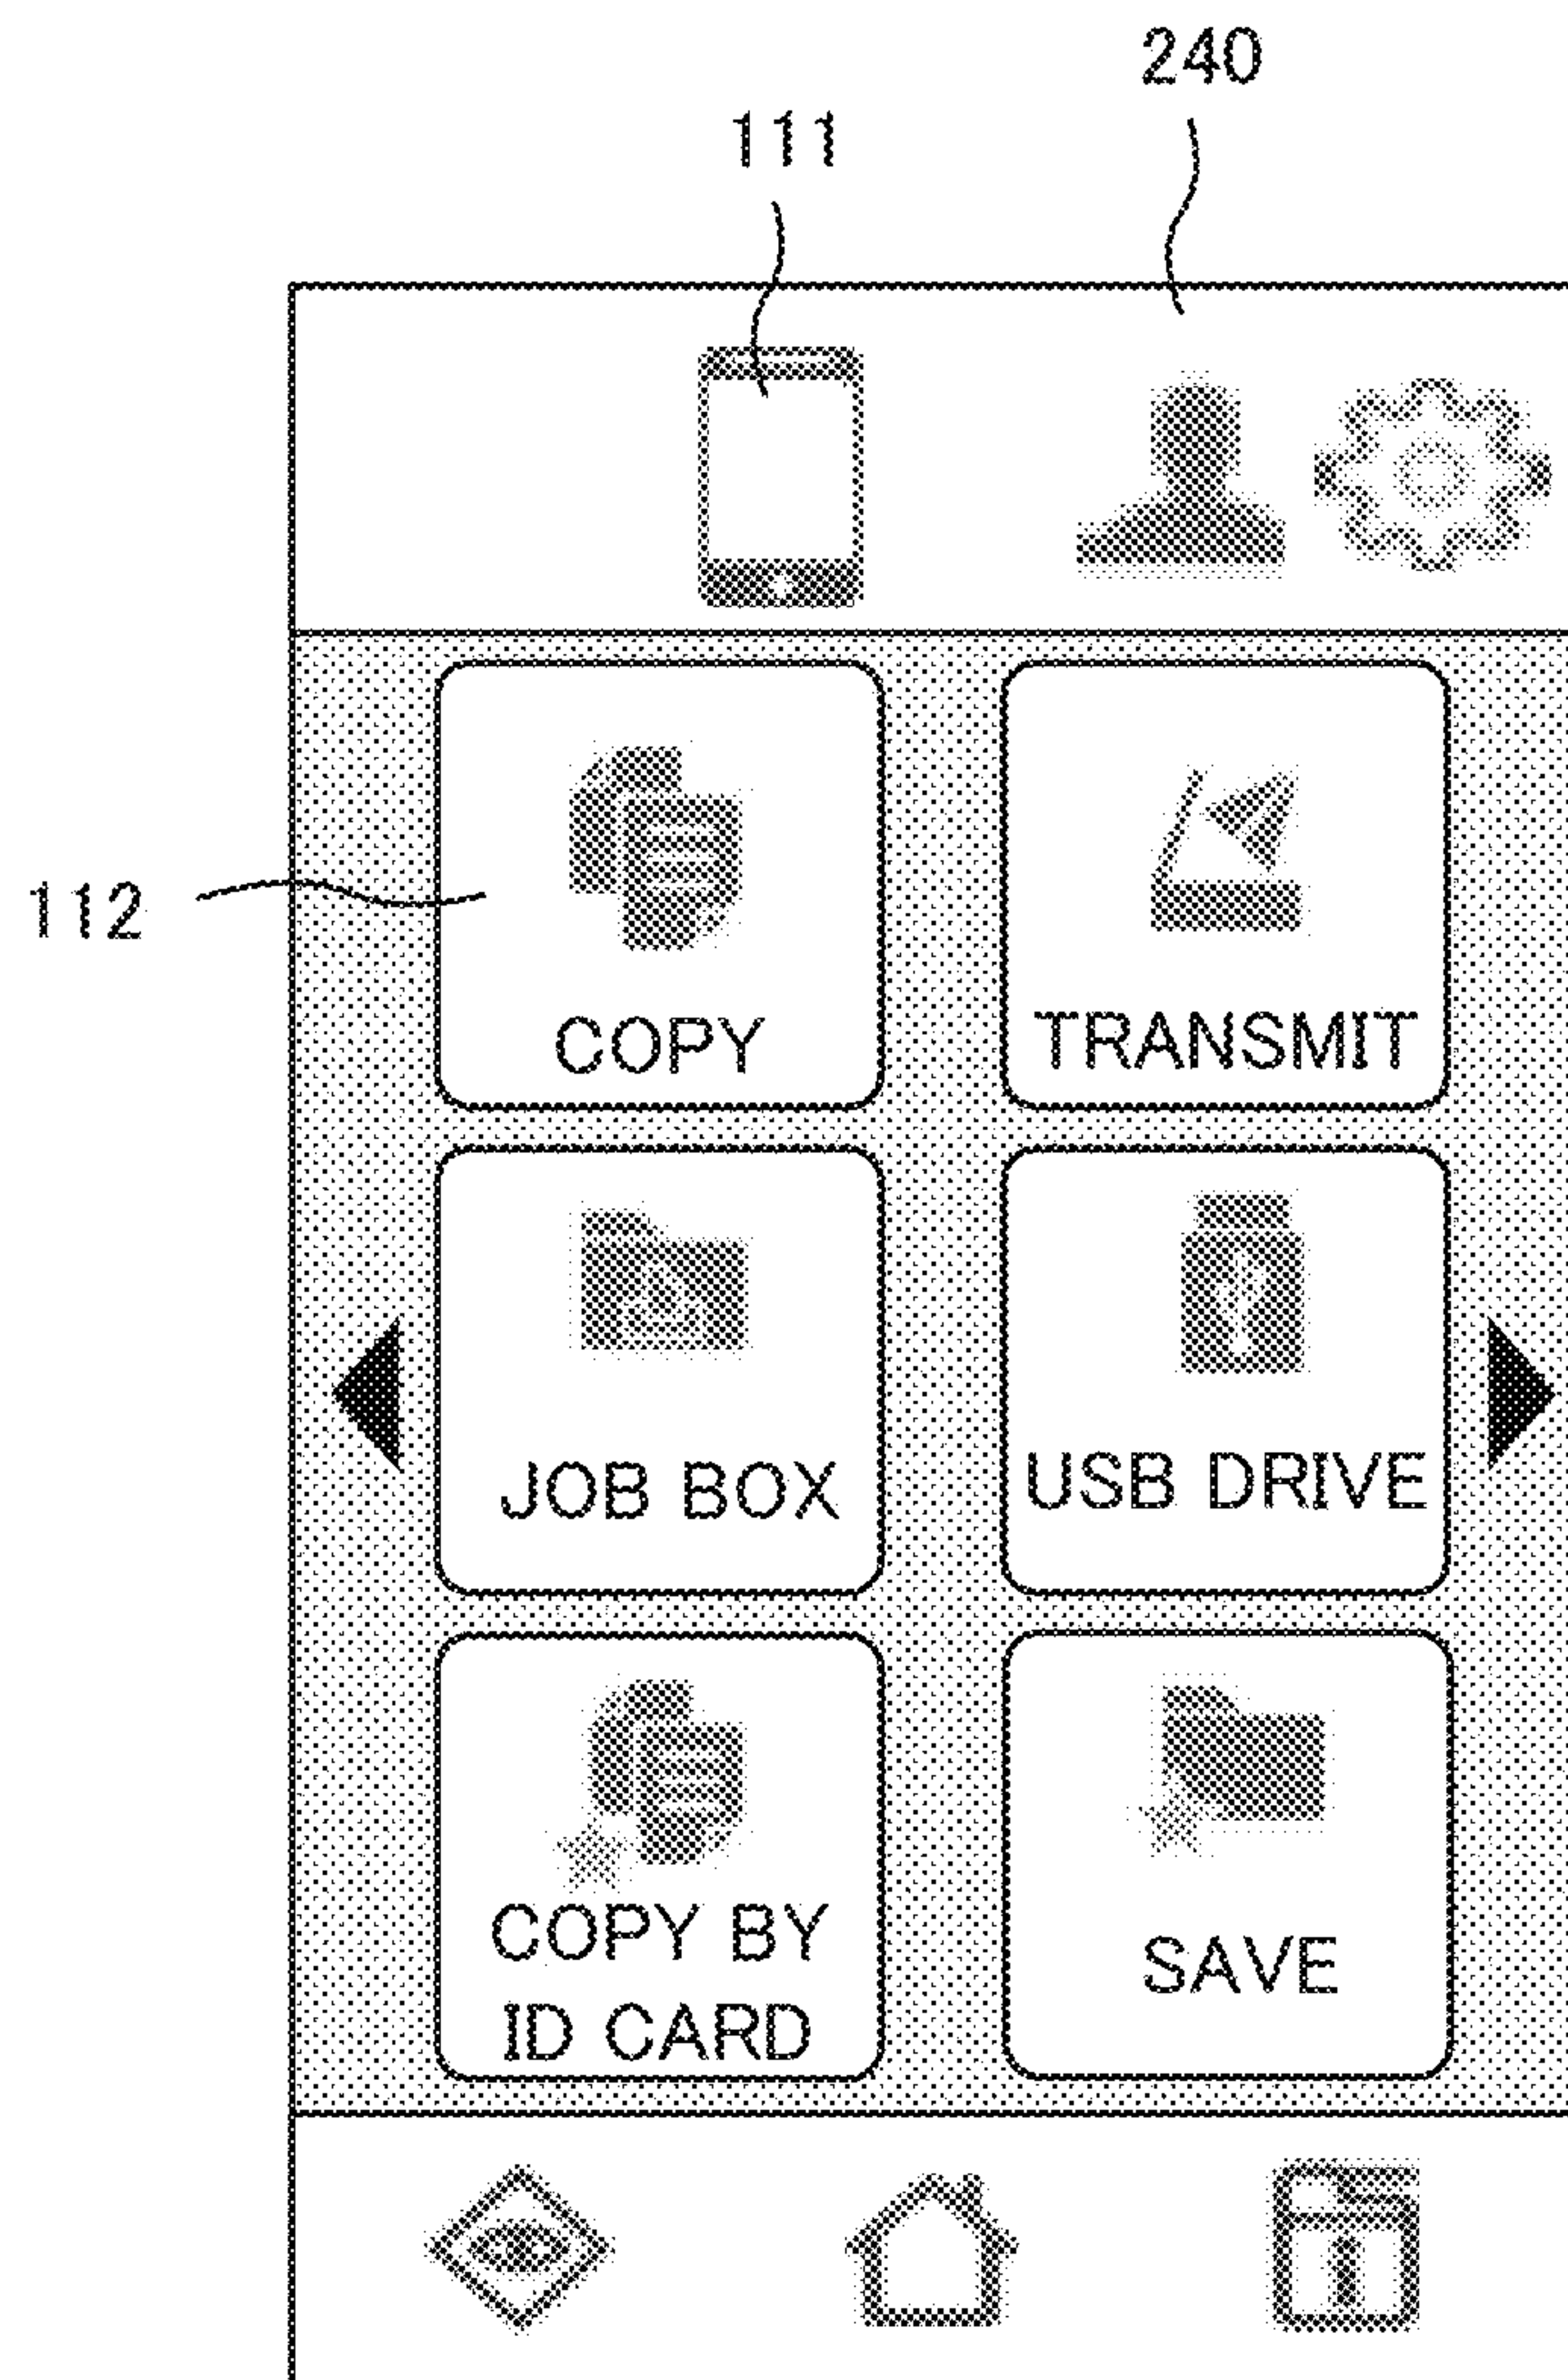 240
111
112
COPY
TRANSMIT
JOB BOX
USB DRIVE
COPY BY
ID CARD
SAVE